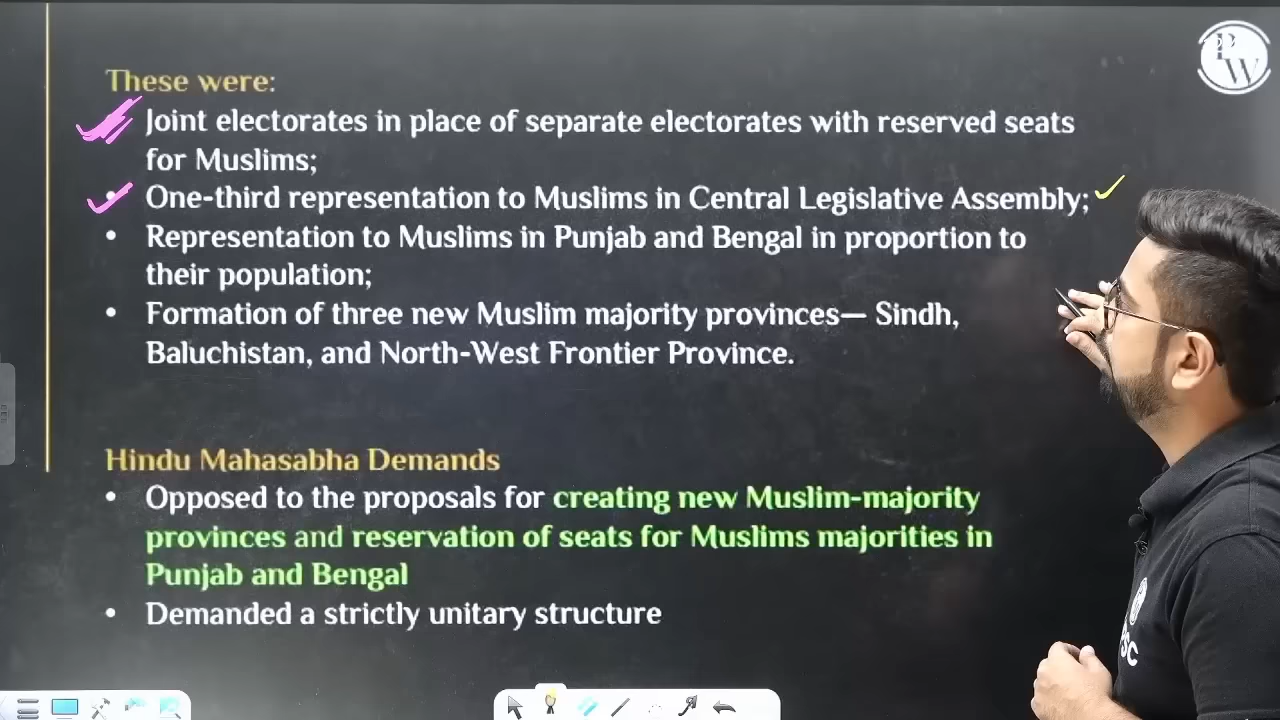 PW
These were:
Joint electorates in place of separate electorates with reserved seats
for Muslims;
• One-third representation to Muslims in Central Legislative Assembly;
• Representation to Muslims in Punjab and Bengal in proportion to
their population;
• Formation of three new Muslim majority provinces— Sindh,
Baluchistan, and North-West Frontier Province.
Hindu Mahasabha Demands
• Opposed to the proposals for creating new Muslim-majority
provinces and reservation of seats for Muslims majorities in
Punjab and Bengal
• Demanded a strictly unitary structure